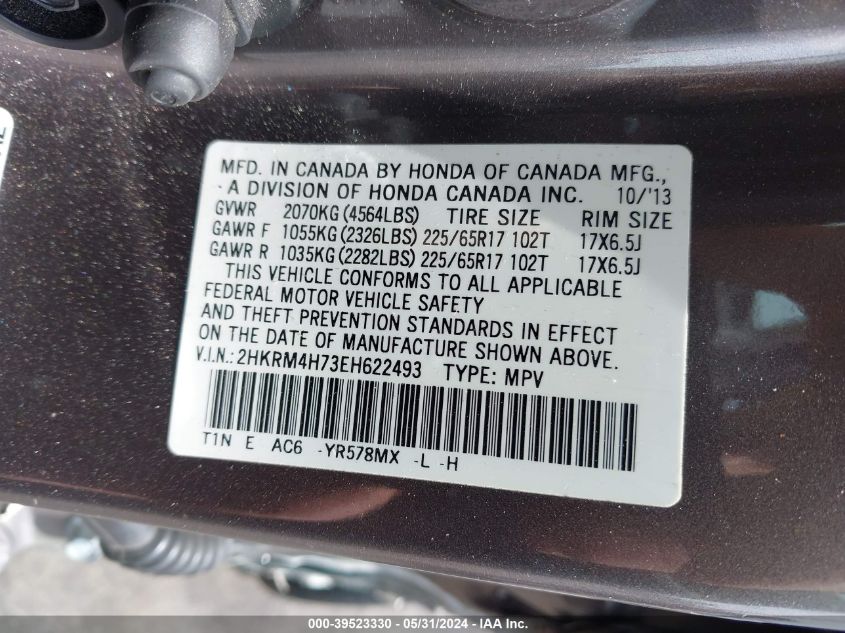 MFD. IN CANADA BY HONDA OF CANADA MFG.,
A DIVISION OF HONDA CANADA INC. 10/'13
GVWR 2070KG (4564LBS) TIRE SIZE RIM SIZE
GAWR F 1055KG (2326LBS) 225/65R17 102T 17X6.5J
GAWR R 1035KG (2282LBS) 225/65R17 102T 17X6.5J
THIS VEHICLE CONFORMS TO ALL APPLICABLE
FEDERAL MOTOR VEHICLE SAFETY
AND THEFT PREVENTION STANDARDS IN EFFECT
ON THE DATE OF MANUFACTURE SHOWN ABOVE.
V.I.N.: 2HKRM4H73EH622493 TYPE: MPV
T1N E AC6 -YR578MX -L -H
000-39523330 - 05/31/2024 - IAAI.com